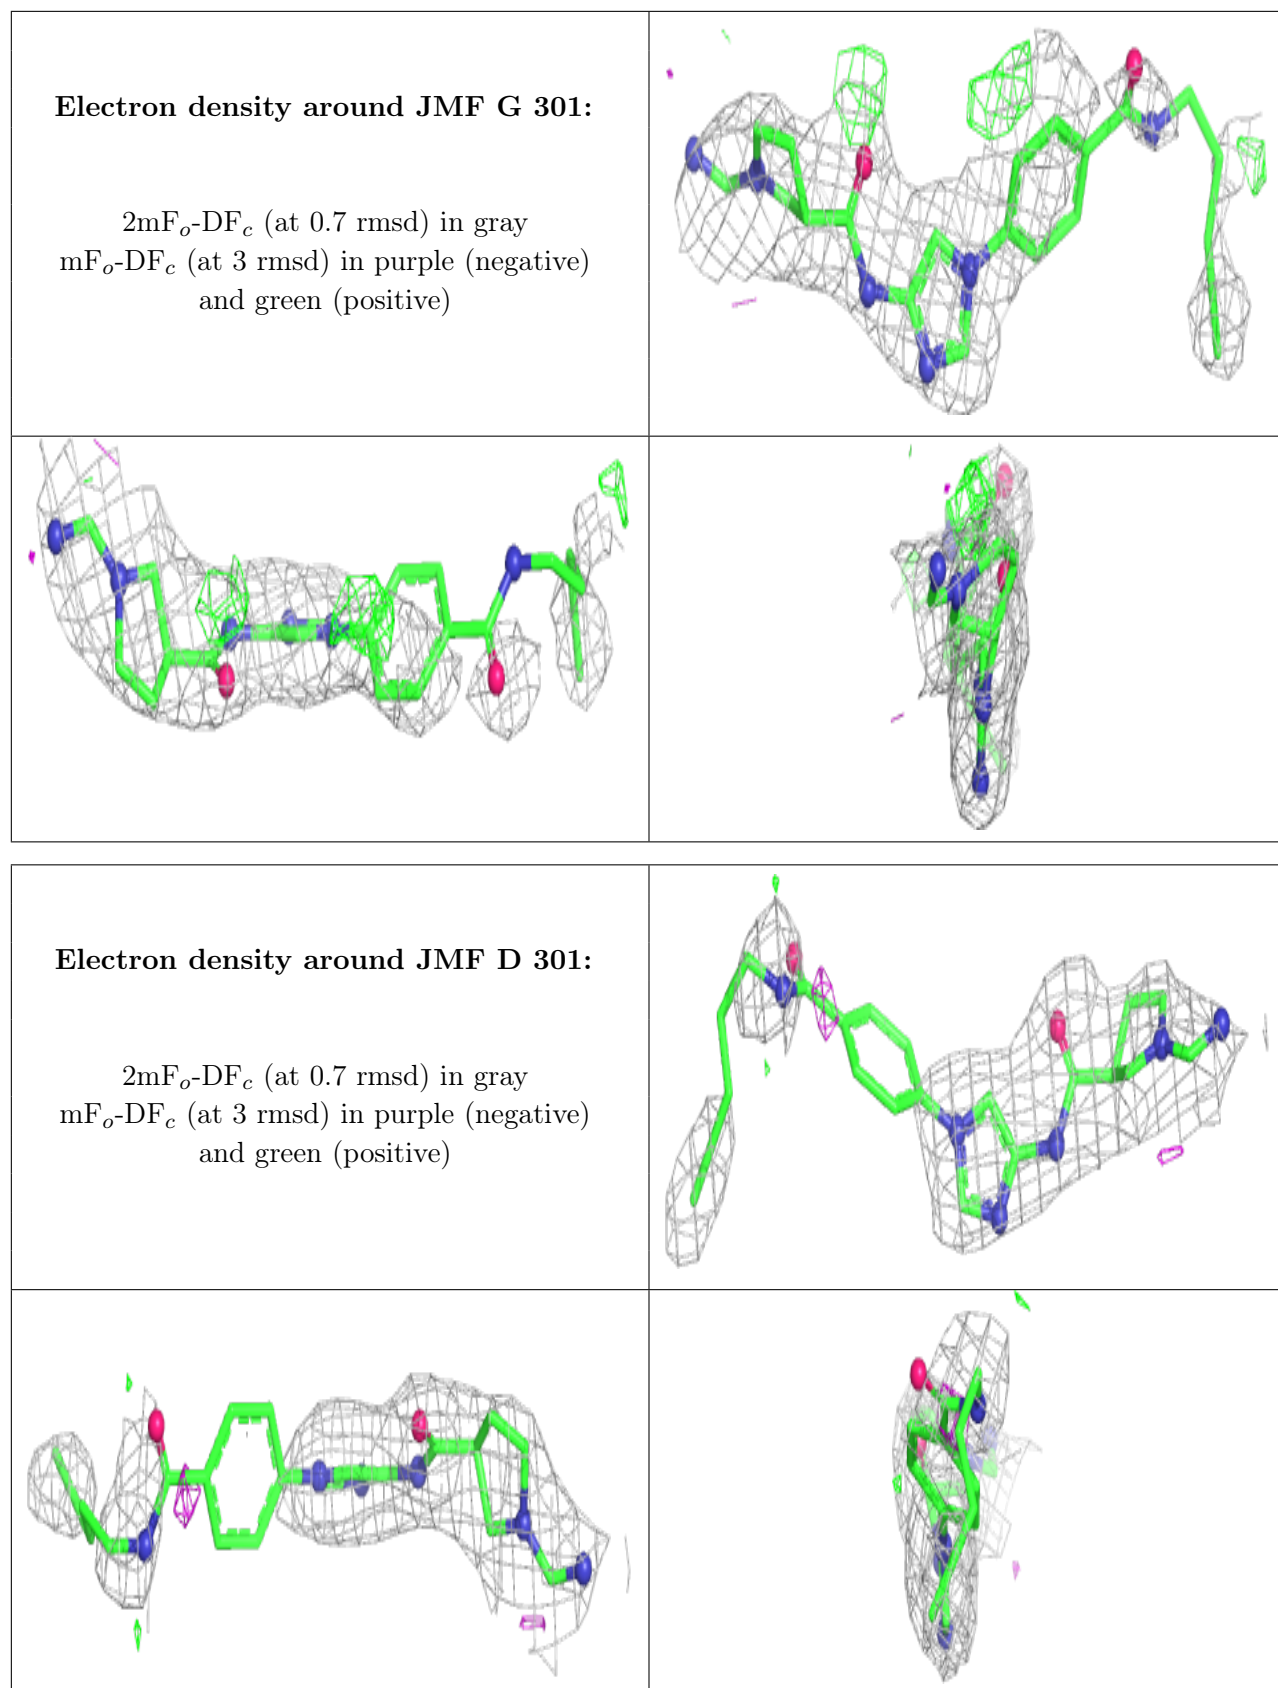 Electron density around JMF G 301:
2mFo-DFc (at 0.7 rmsd) in gray
mFo-DFc (at 3 rmsd) in purple (negative)
and green (positive)
Electron density around JMF D 301:
2mFo-DFc (at 0.7 rmsd) in gray
mFo-DFc (at 3 rmsd) in purple (negative)
and green (positive)